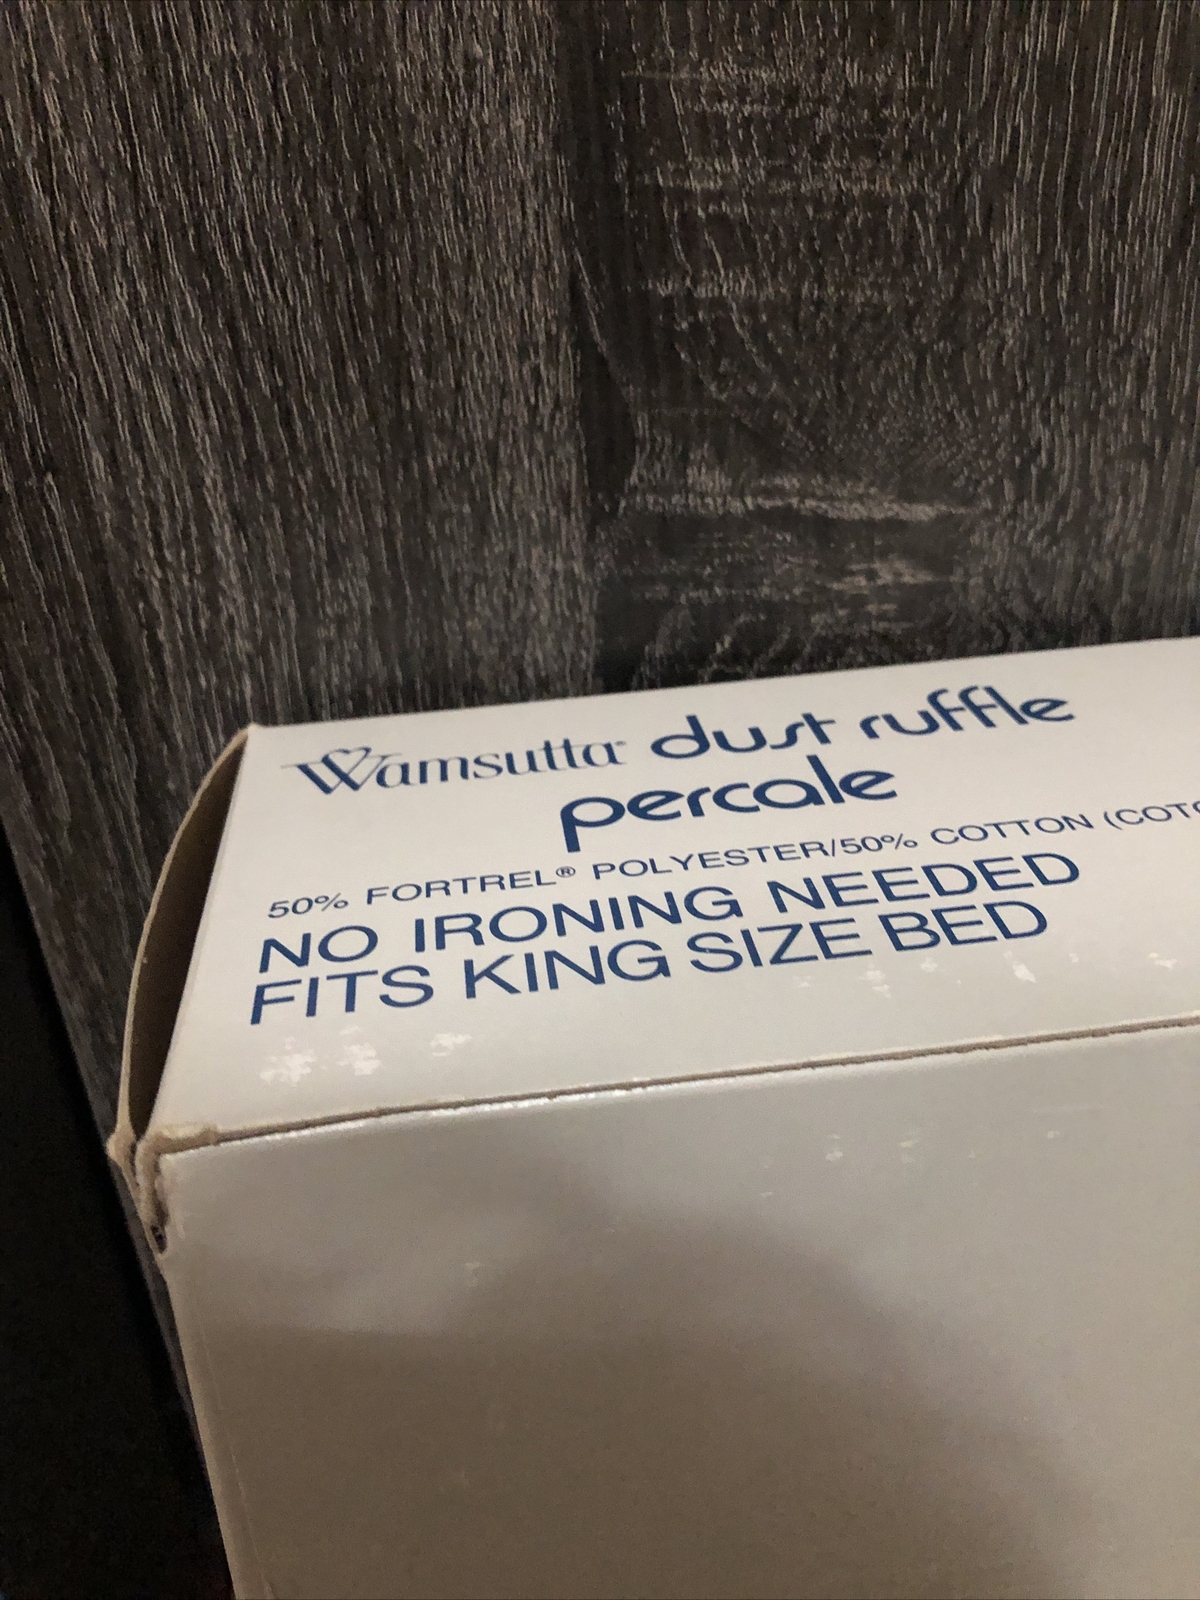 Wamsutta dust ruffle
percale
50% FORTREL® POLYESTER/50% COTTON
NO IRONING NEEDED
FITS KING SIZE BED